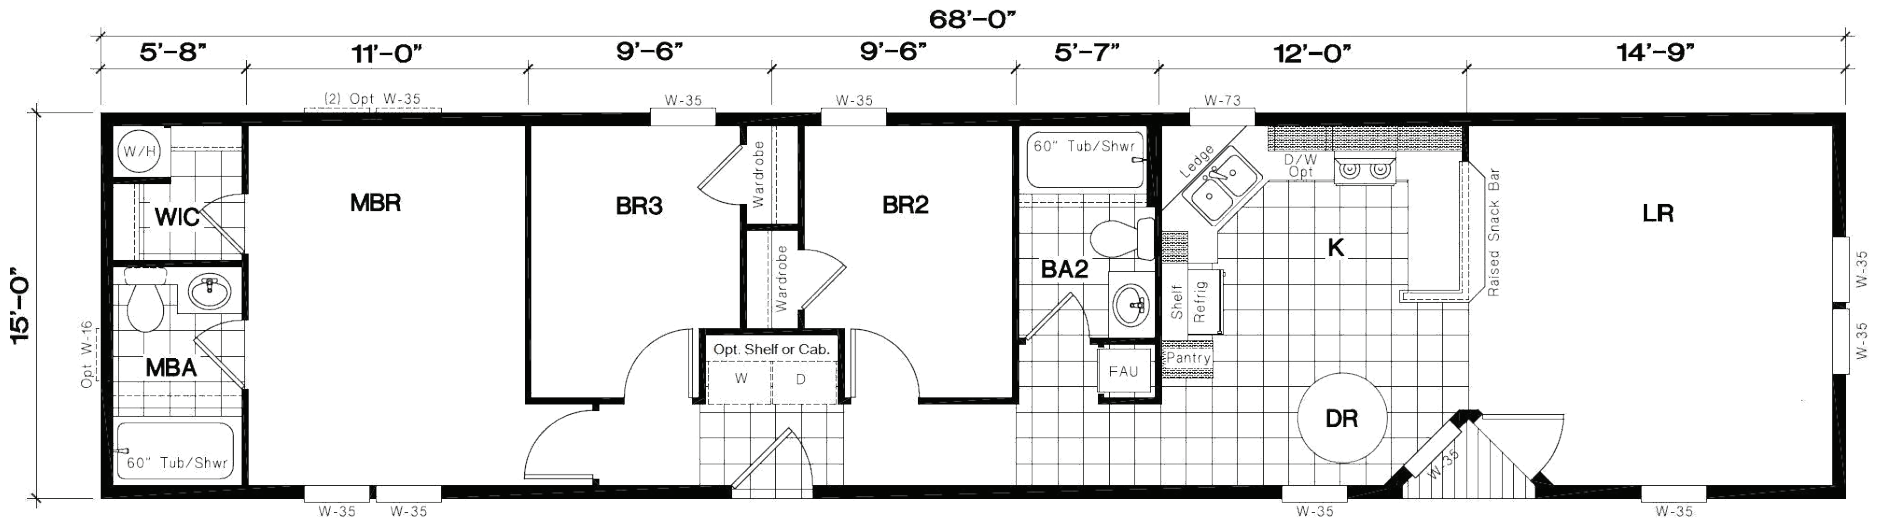 68'-0"
5'-8" 11'-0" 9'-6" 9'-6" 5'-7" 12'-0" 14'-9"
(2) Opt W-35 W-35 W-35 W-73
15'-0"
W/H
WIC
MBR
BR3
Wardrobe
Wardrobe
BR2
60" Tub/Shwr
BA2
Ledge
D/W
Opt
K
Raised Snack Bar
LR
Shelf
Refrig
Pantry
FAU
DR
Opt W-16
MBA
60" Tub/Shwr
Opt. Shelf or Cab.
W D
W-35
W-35
W-35
W-35 W-35 W-35 W-35